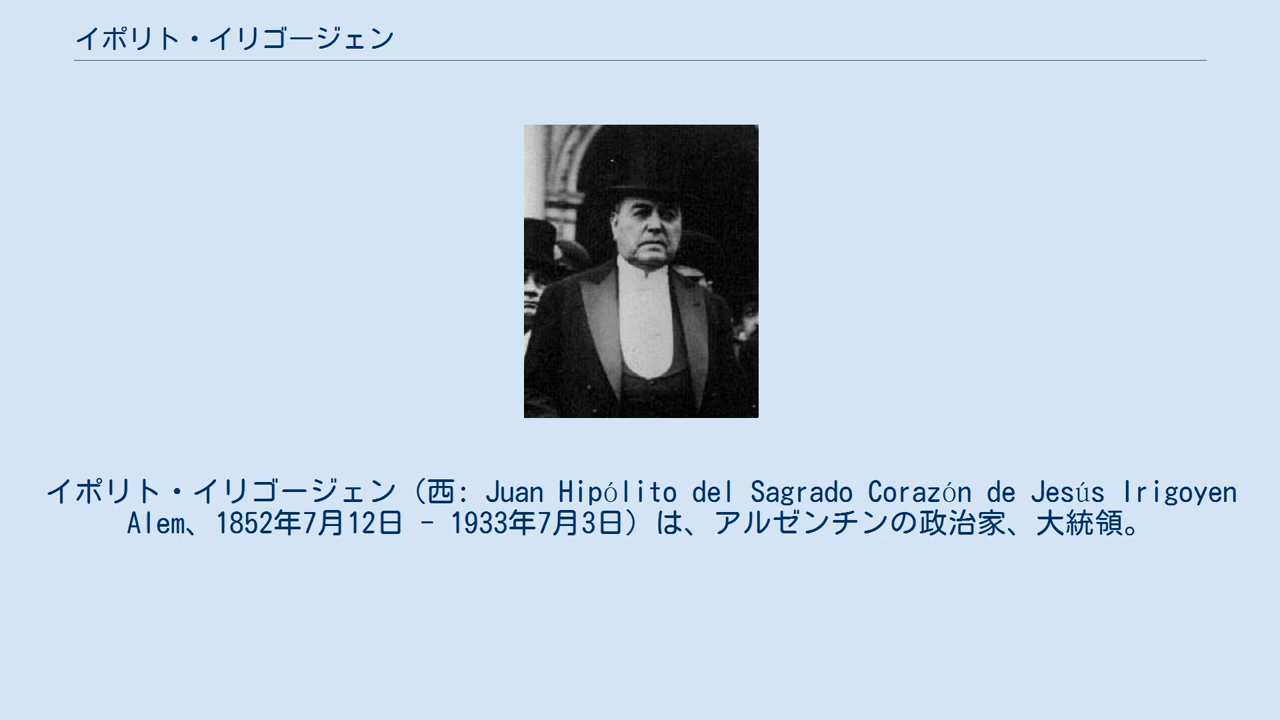 イポリト・イリゴージェン
イポリト・イリゴージェン（西: Juan Hipólito del Sagrado Corazón de Jesús Irigoyen
Alem、1852年7月12日 - 1933年7月3日）は、アルゼンチンの政治家、大統領。